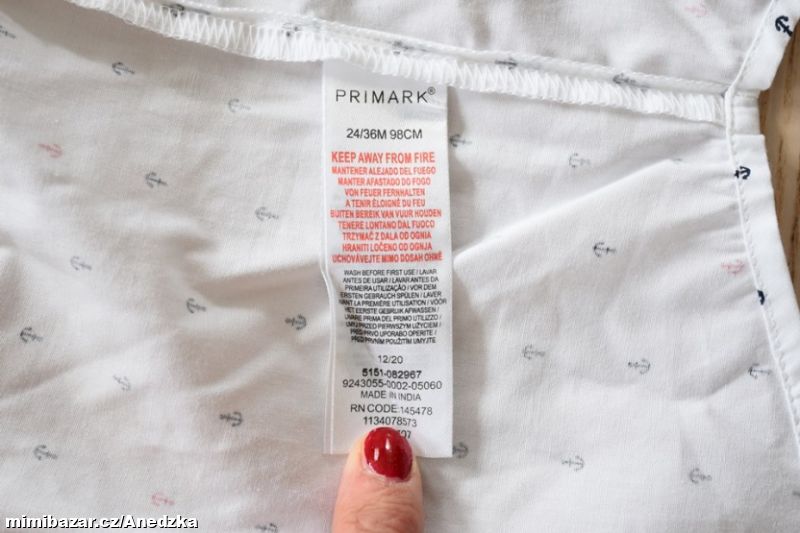 PRIMARK®
24/36M 98CM
KEEP AWAY FROM FIRE
MANTENER ALEJADO DEL FUEGO
MANTER AFASTADO DO FOGO
VON FEUER FERNHALTEN
A TENIR ÉLOIGNÉ DU FEU
BUITEN BEREIK VAN VUUR HOUDEN
TENERE LONTANO DAL FUOCO
TRZYMAĆ Z DALA OD OGNIA
HRANITI LOČENO OD OGNJA
UCHOVÁVEJTE MIMO DOSAH OHNĚ
WASH BEFORE FIRST USE / LAVAR
ANTES DE USAR / LAVAR ANTES DA
PRIMEIRA UTILIZAÇÃO / VOR DEM
ERSTEN GEBRAUCH SPÜLEN / LAVER
AVANT LA PREMIÈRE UTILISATION / VÓÓR
HET EERSTE GEBRUIK AFWASSEN /
LAVARE PRIMA DEL PRIMO UTILIZZO /
UMYJ PRZED PIERWSZYM UŻYCIEM /
PRED PRVO UPORABO OPERITE /
PŘED PRVNÍM POUŽITÍM UMYJTE
12/20
5151-082967
9243055-0002-05060
MADE IN INDIA
RN CODE:145478
1134078573
mimibazar.cz/Anedzka